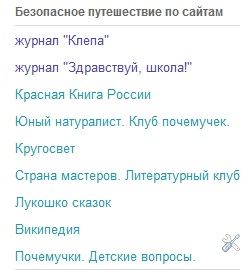 Безопасное путешествие по сайтам
журнал "Клепа"
журнал "Здравствуй, школа!"
Красная Книга России
Юный натуралист. Клуб почемучек.
Кругосвет
Страна мастеров. Литературный клуб
Лукошко сказок
Википедия
Почемучки. Детские вопросы.